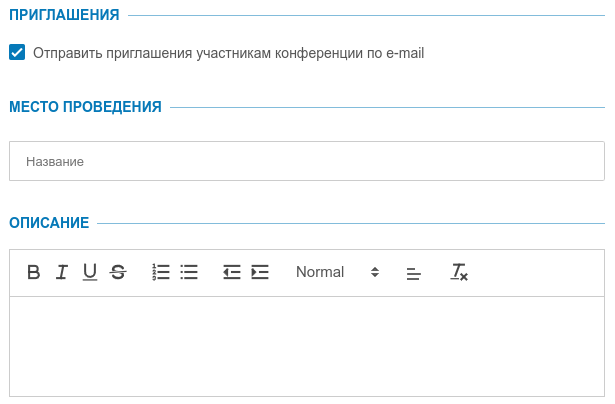 ПРИГЛАШЕНИЯ
Отправить приглашения участникам конференции по e-mail
МЕСТО ПРОВЕДЕНИЯ
Название
ОПИСАНИЕ
B I U S Normal